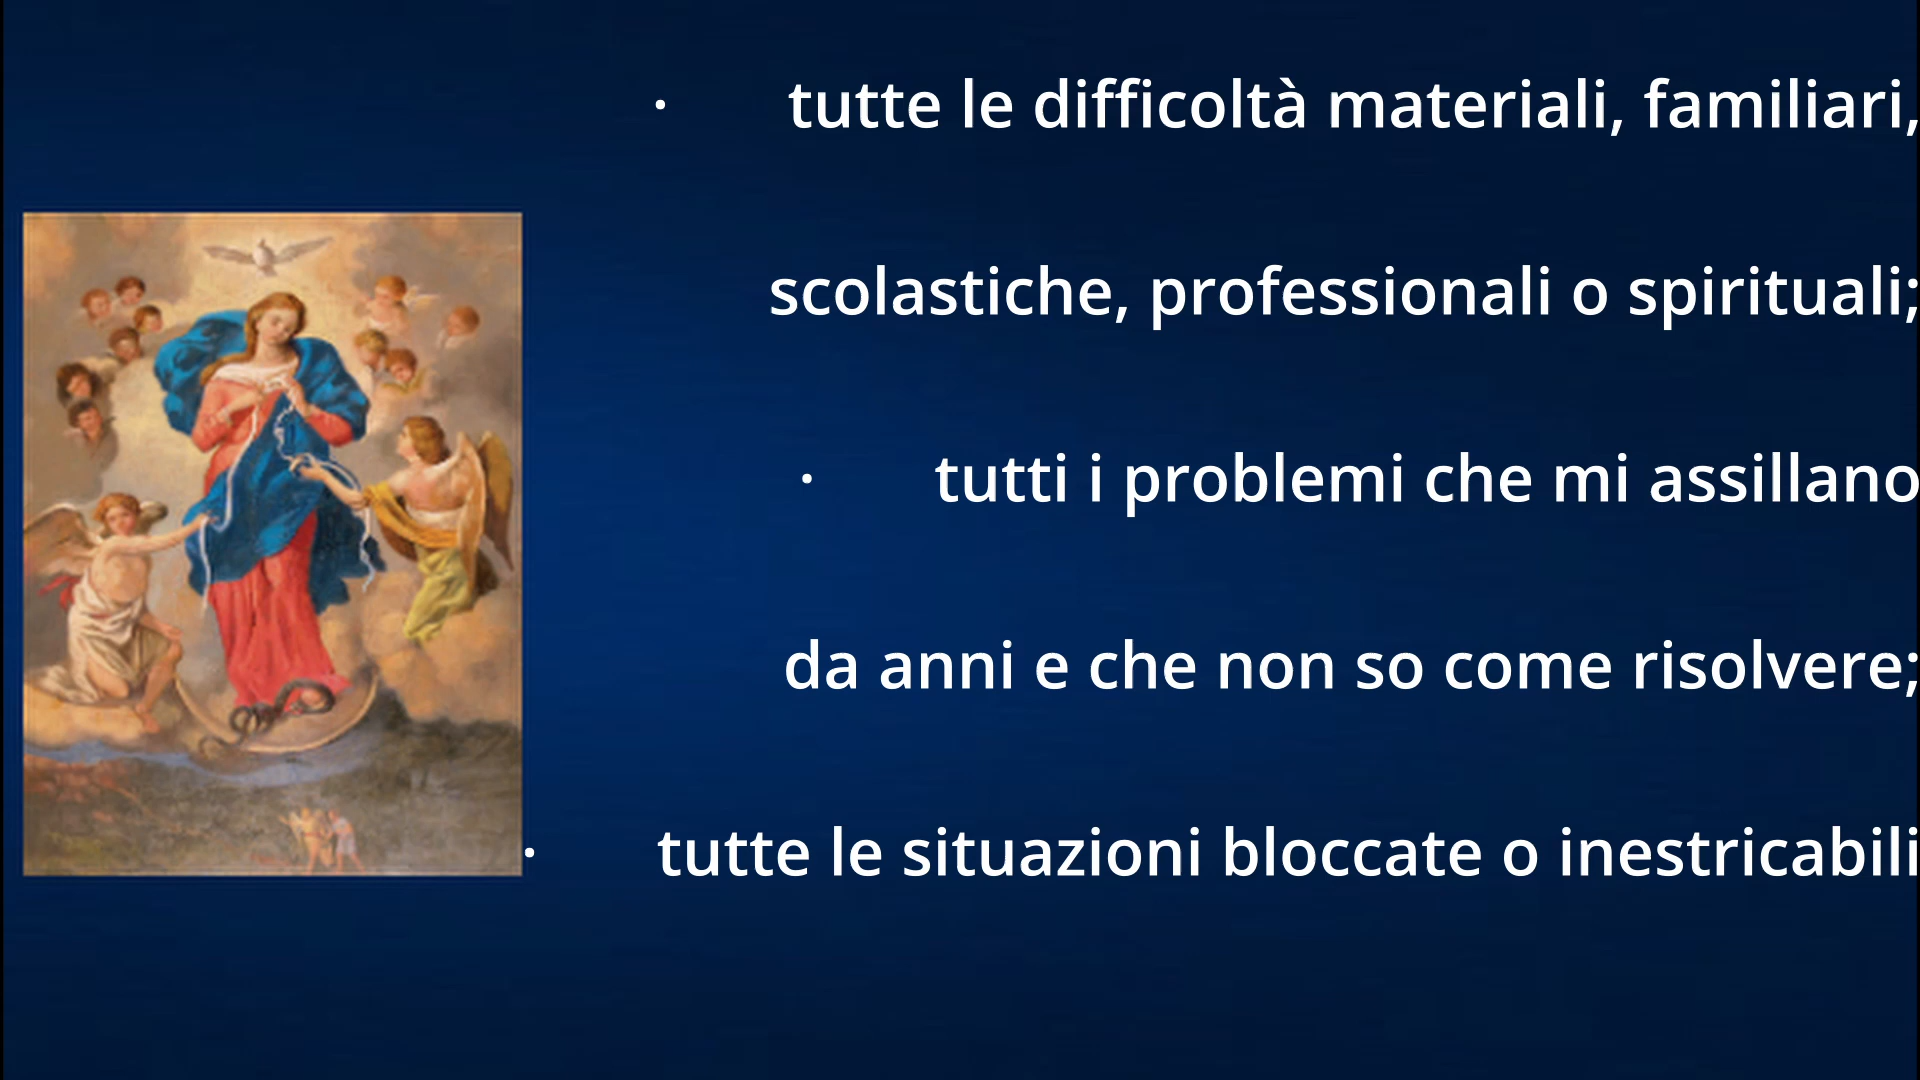 · tutte le difficoltà materiali, familiari,
scolastiche, professionali o spirituali;
· tutti i problemi che mi assillano
da anni e che non so come risolvere;
· tutte le situazioni bloccate o inestricabili